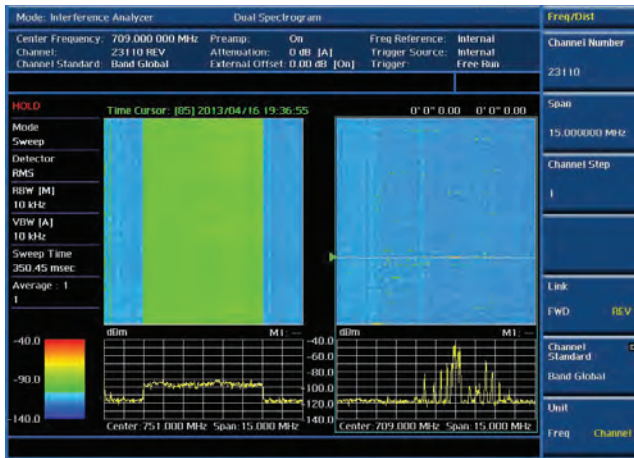 Mode: Interference Analyzer Dual Spectrogram
Center Frequency: 709.000 000 MHz Preamp: On Freq Reference: Internal
Channel: 23110 REV Attenuation: 0 dB [A] Trigger Source: Internal
Channel Standard: Band Global External Offset: 0.00 dB [On] Trigger: Free Run
HOLD
Time Cursor: [85] 2013/04/16 19:36:55
0' 0" 0.00 0' 0" 0.00
Mode
Sweep
Detector
RMS
RBW [M]
10 kHz
VBW [A]
10 kHz
Sweep Time
350.45 msec
Average : 1
1
-40.0
-90.0
-140.0
dBm M1: --
-40.0
-60.0
-80.0
-100.0
-120.0
-140.0
Center: 751.000 MHz Span: 15.000 MHz
dBm M1: --
Center: 709.000 MHz Span: 15.000 MHz
Freq/Dist
Channel Number
23110
Span
15.000000 MHz
Channel Step
1
Link
FWD REV
Channel
Standard
Band Global
Unit
Freq Channel